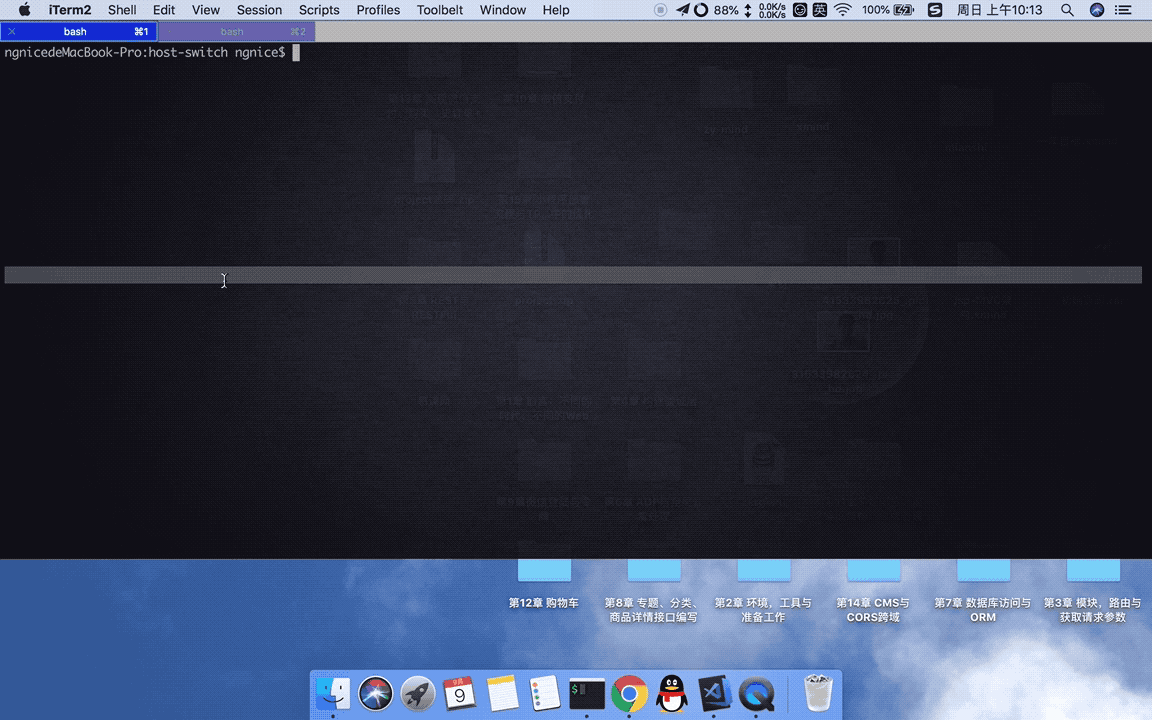 iTerm2 Shell Edit View Session Scripts Profiles Toolbelt Window Help 88% 0.0K/s 0.0K/s 英 100% S 周日 上午10:13
bash ⌘1 bash ⌘2
ngnicedeMacBook-Pro:host-switch ngnice$
第12章 购物车
第8章 专题、分类、
商品详情接口编写
第2章 环境，工具与
准备工作
第14章 CMS与
CORS跨域
第7章 数据库访问与
ORM
第3章 模块，路由与
获取请求参数
9月
9
$